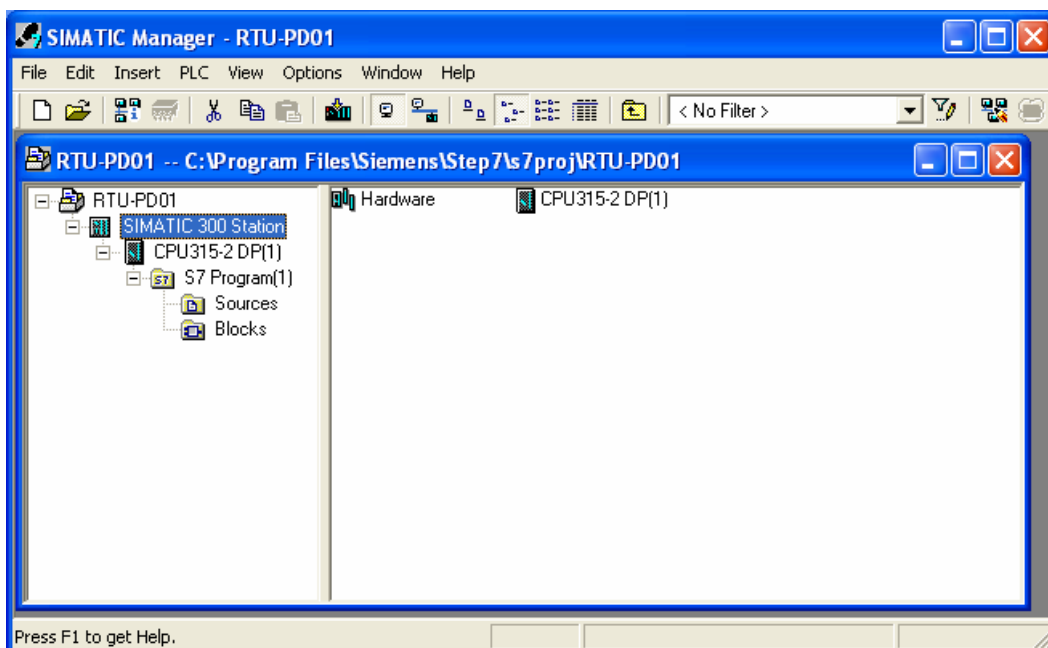 SIMATIC Manager - RTU-PD01
File Edit Insert PLC View Options Window Help
< No Filter >
RTU-PD01 -- C:\Program Files\Siemens\Step7\s7proj\RTU-PD01
RTU-PD01
SIMATIC 300 Station
CPU315-2 DP(1)
S7 Program(1)
Sources
Blocks
Hardware CPU315-2 DP(1)
Press F1 to get Help.